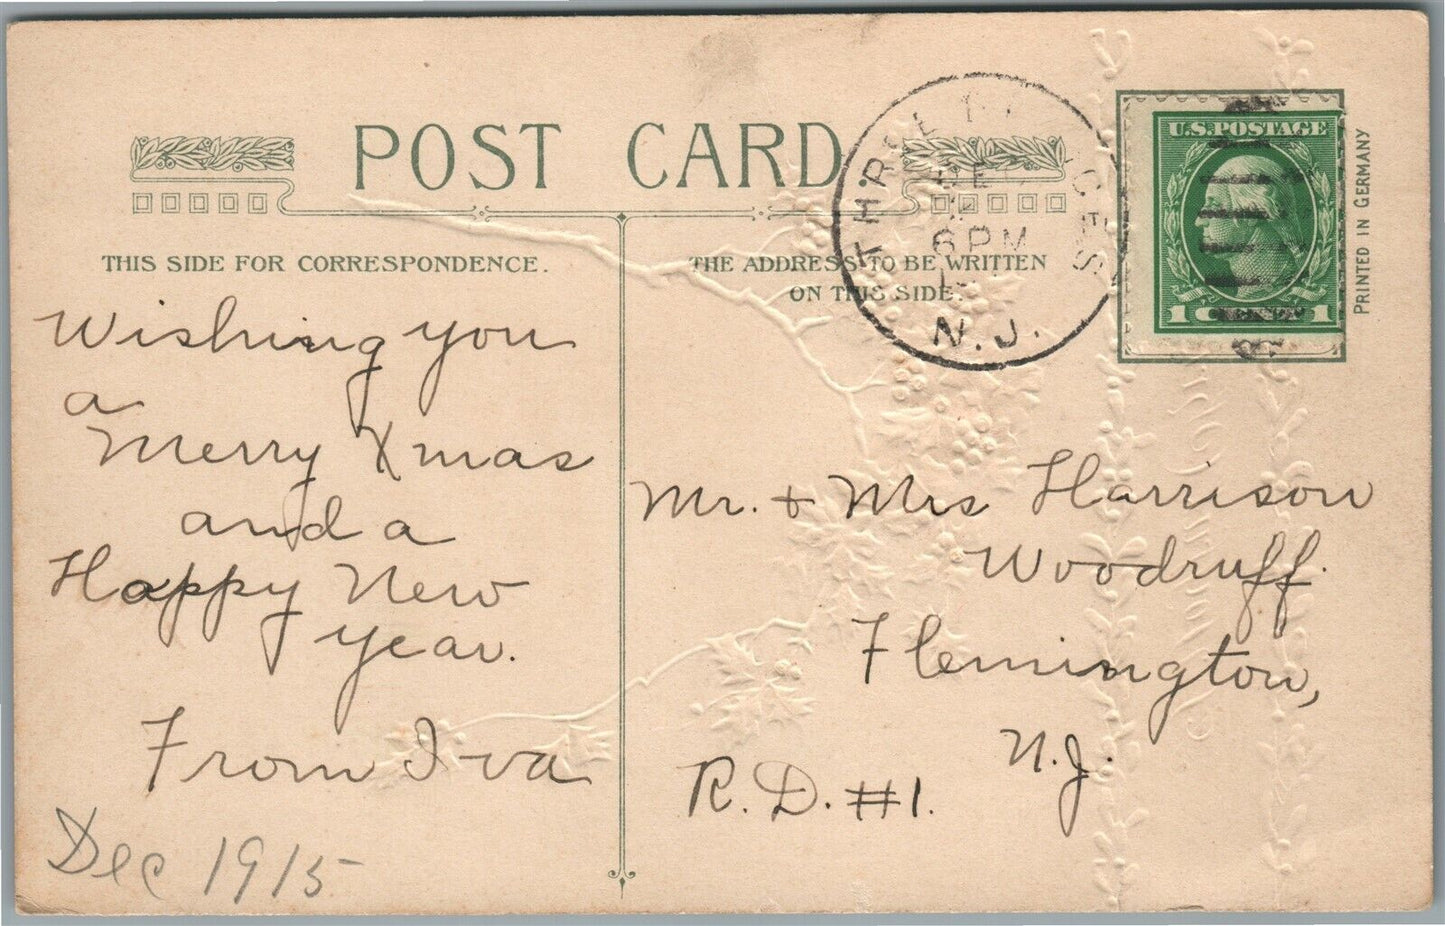 POST CARD
THIS SIDE FOR CORRESPONDENCE.
THE ADDRESS TO BE WRITTEN
ON THIS SIDE.
6 PM
N.J.
U.S. POSTAGE
1 CENT 1
PRINTED IN GERMANY
Wishing you
a
Merry Xmas
and a
Happy New
Year.
From Iva
Dec 1915
Mr. + Mrs Harrison
Woodruff.
Flemington,
N.J.
R.D. #1.